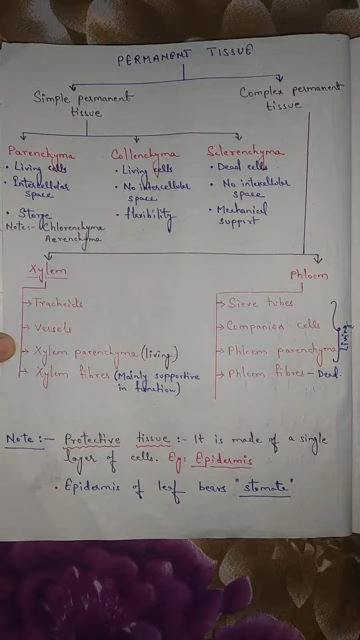 PERMANENT TISSUE
Simple permanent tissue
Complex permanent tissue
Parenchyma
• Living cells
• Intercellular space
• Storage
Note:- Chlorenchyma
Aerenchyma
Collenchyma
• Living cells
• No intercellular space
• flexibility
Sclerenchyma
• Dead cells
• No intercellular space
• Mechanical support
Xylem
→ Tracheids
→ Vessels
→ Xylem parenchyma (living)
→ Xylem fibres (Mainly supportive in function)
Phloem
→ Sieve tubes
→ Companion cells
→ Phloem parenchyma
→ Phloem fibres - Dead.
Note :- Protective tissue :- It is made of a single
layer of cells. Eg: Epidermis
• Epidermis of leaf bears "stomata"